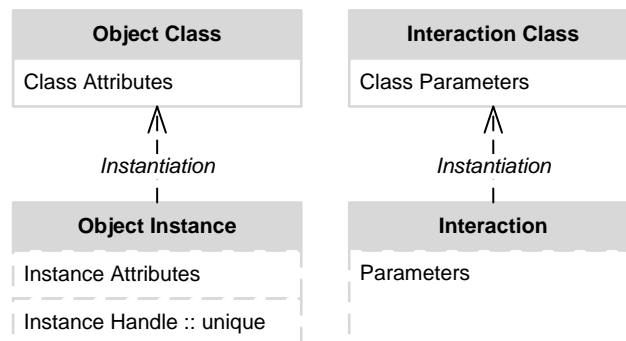 Object Class
Class Attributes
Instantiation
Object Instance
Instance Attributes
Instance Handle :: unique
Interaction Class
Class Parameters
Instantiation
Interaction
Parameters